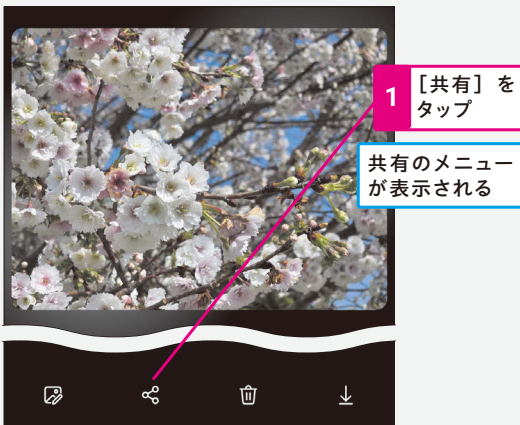 1 ［共有］を
タップ
共有のメニュー
が表示される